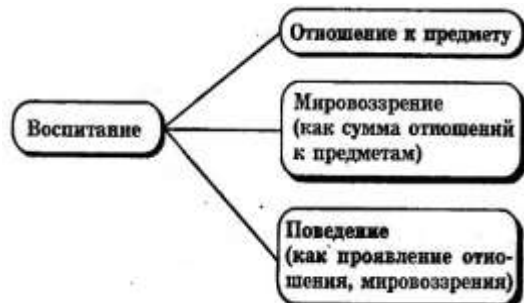 Отношение к предмету
Мировоззрение
(как сумма отношений
к предметам)
Воспитание
Поведение
(как проявление отно-
шения, мировоззрения)